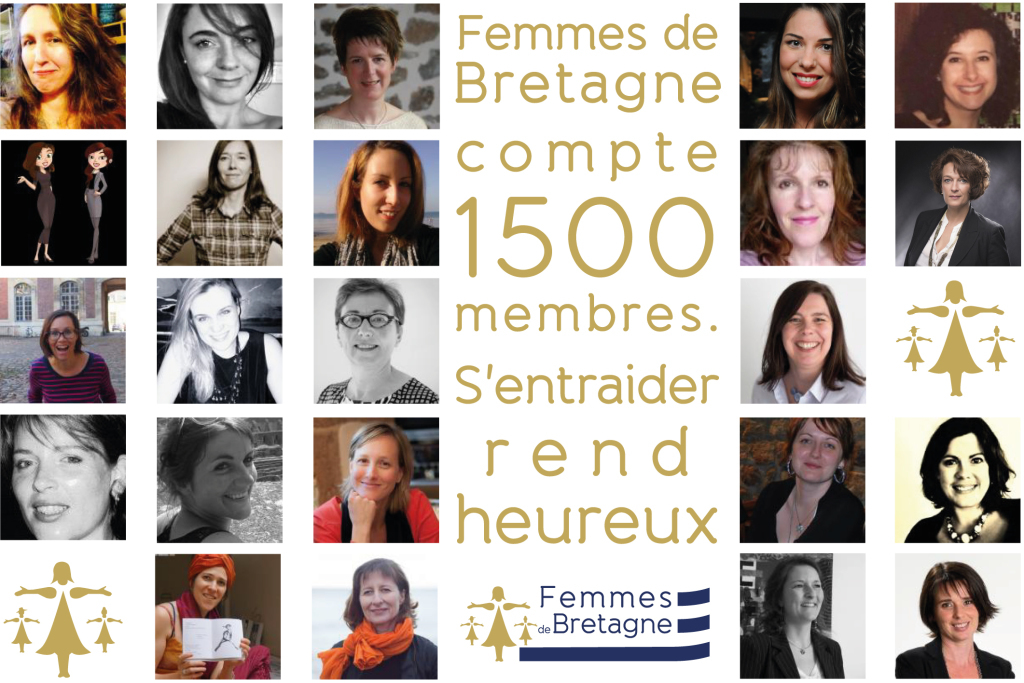 Femmes de
Bretagne
compte
1500
membres.
S'entraider
rend
heureux
Femmes
de Bretagne